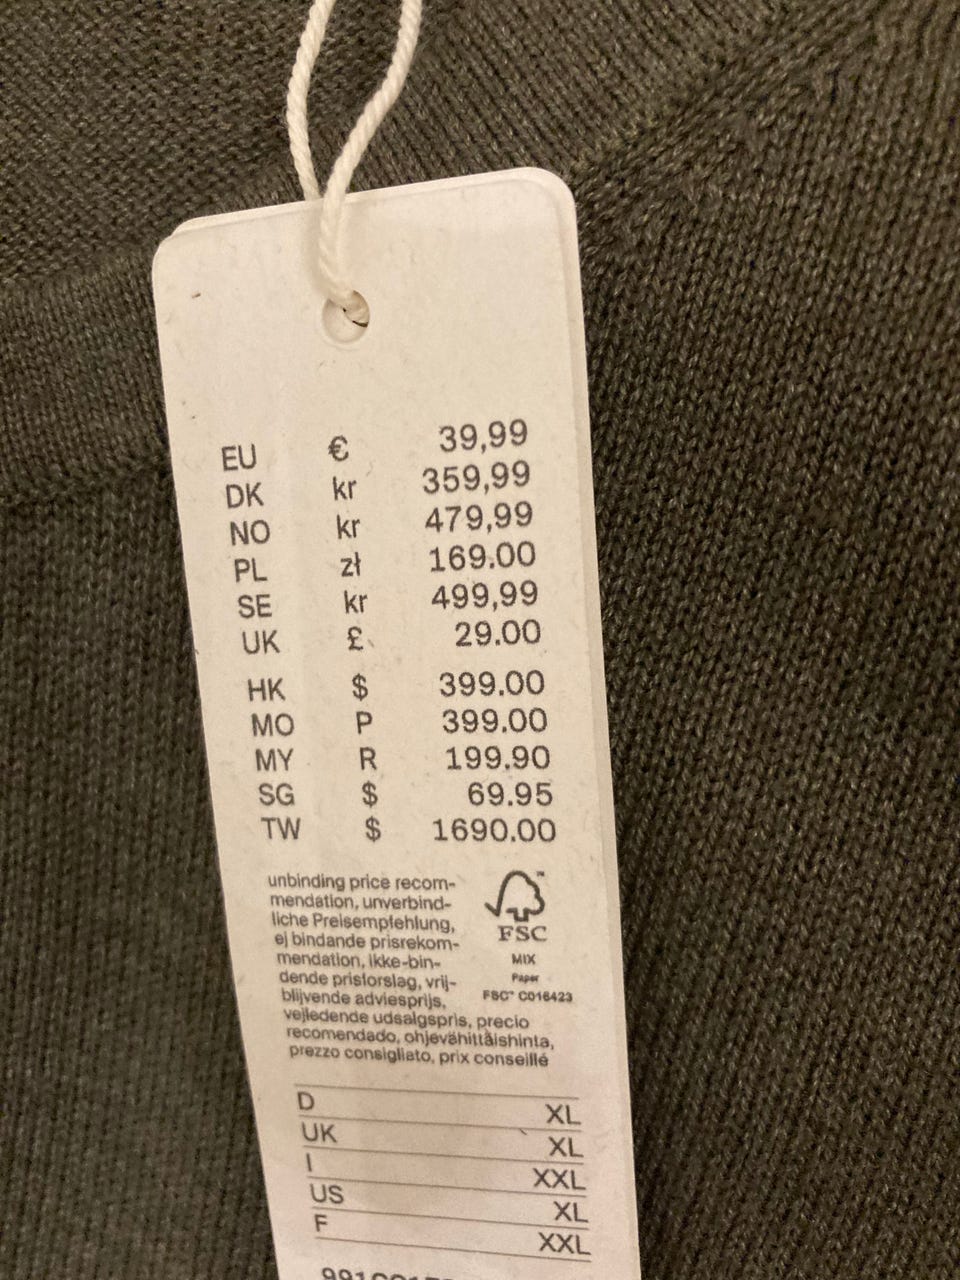 EU € 39,99
DK kr 359,99
NO kr 479,99
PL zł 169.00
SE kr 499,99
UK £ 29.00
HK $ 399.00
MO P 399.00
MY R 199.90
SG $ 69.95
TW $ 1690.00
unbinding price recom-
mendation, unverbind-
liche Preisempfehlung,
ej bindande prisrekom-
mendation, ikke-bin-
dende prisforslag, vrij-
blijvende adviesprijs,
vejledende udsalgspris, precio
recomendado, ohjevähittäishinta,
prezzo consigliato, prix conseillé
FSC
MIX
Paper
FSC™ C016423
D XL
UK XL
I XXL
US XL
F XXL